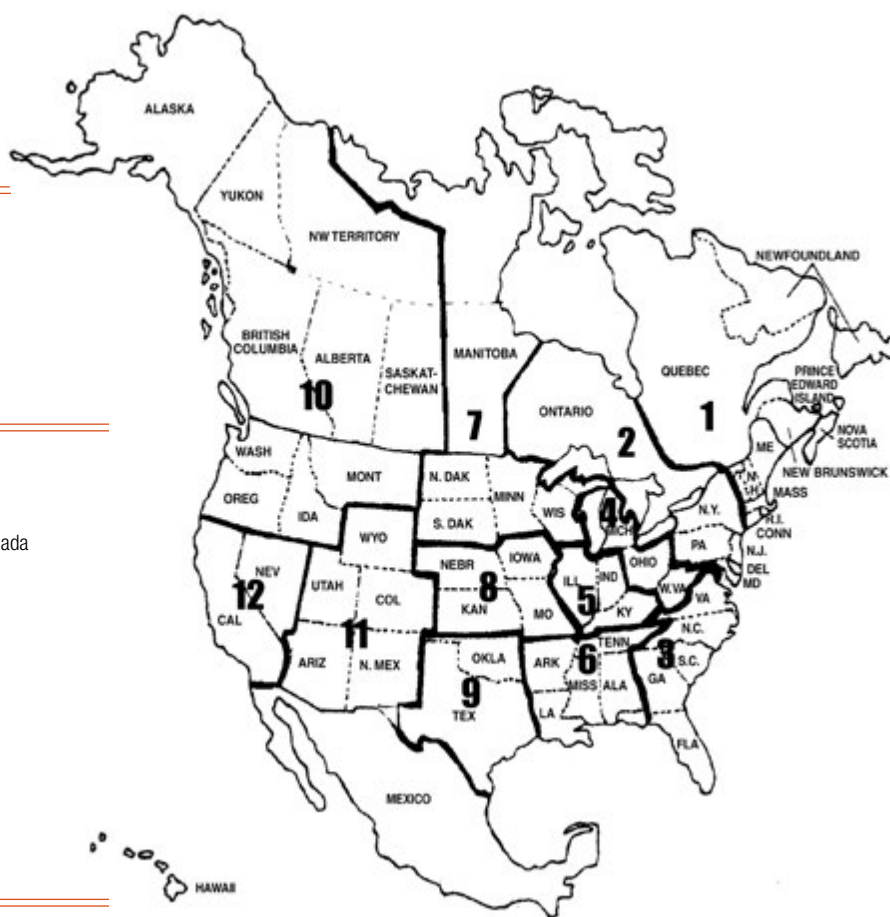 ALASKA
YUKON
NW TERRITORY
NEWFOUNDLAND
BRITISH
COLUMBIA
ALBERTA
SASKAT-
CHEWAN
MANITOBA
10
7
ONTARIO
2
QUEBEC
1
PRINCE
EDWARD
ISLAND
NOVA
SCOTIA
NEW BRUNSWICK
ME
N
H
MASS
R.I.
CONN
WASH
OREG
IDA
MONT
N. DAK
S. DAK
MINN
WIS
4
MICH
N.Y.
PA
N.J.
DEL
MD
ada
WYO
NEBR
IOWA
8
KAN
MO
ILL
IND
5
OHIO
W.VA
VA
KY
NEV
12
CAL
UTAH
COL
11
ARIZ
N. MEX
OKLA
9
TEX
ARK
TENN
6
MISS
ALA
LA
N.C.
3
S.C.
GA
FLA
MEXICO
HAWAII